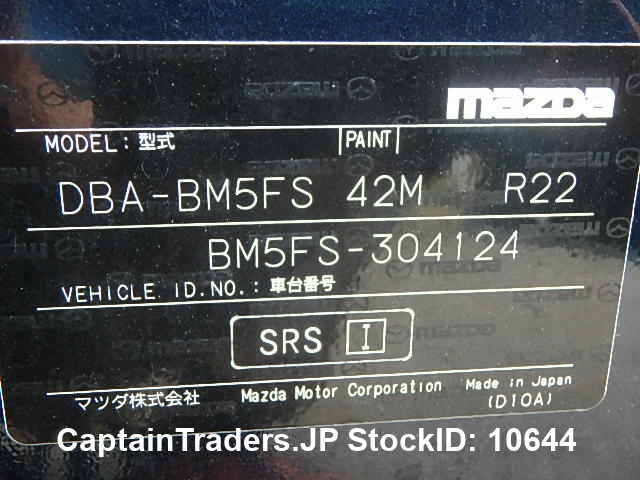 mazda
MODEL: 型式 PAINT
DBA-BM5FS 42M R22
BM5FS-304124
VEHICLE ID.NO.: 車台番号
SRS I
マツダ株式会社 Mazda Motor Corporation Made in Japan
(D10A)
CaptainTraders.JP StockID: 10644